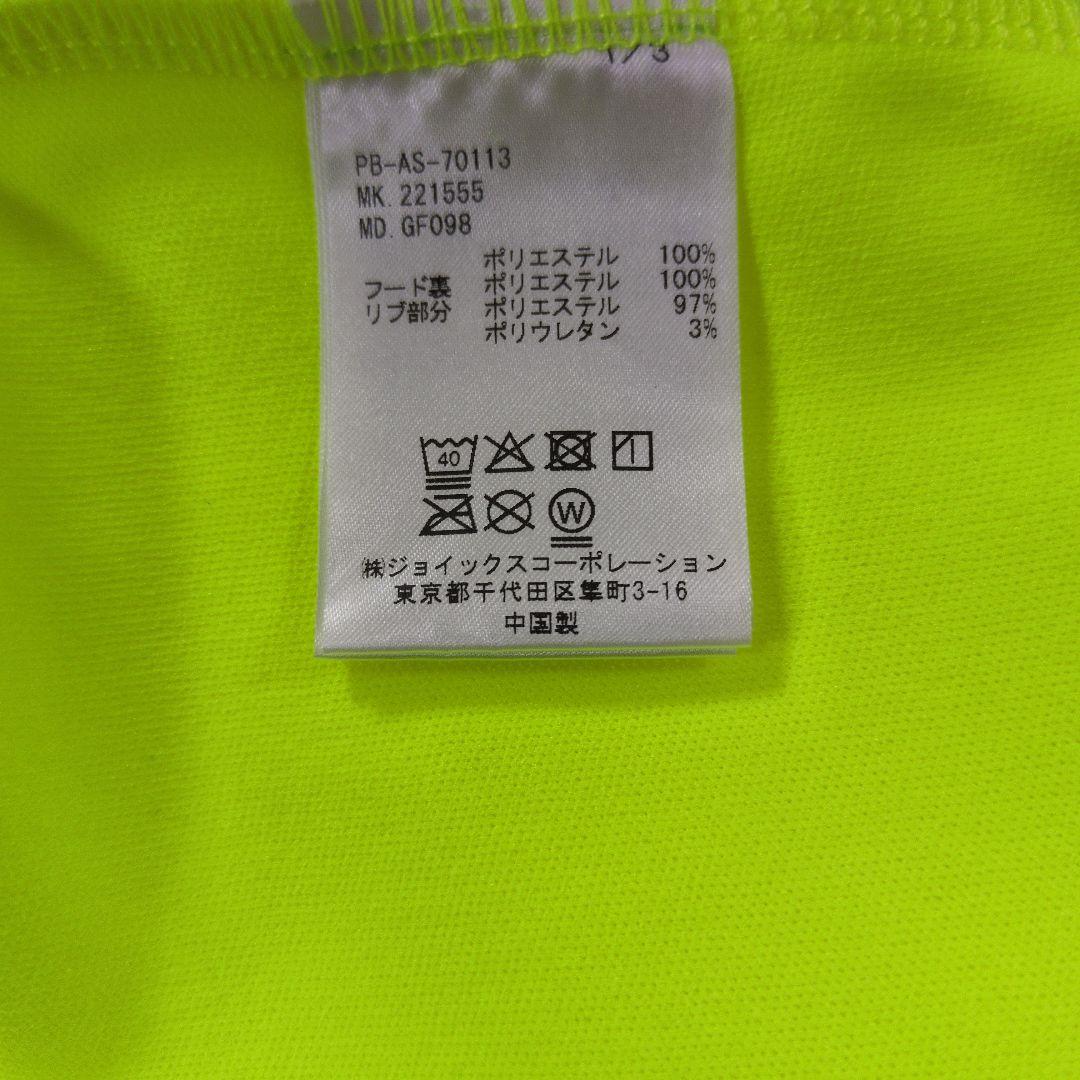 1/3
PB-AS-70113
MK. 221555
MD. GF098
ポリエステル 100%
フード裏 ポリエステル 100%
リブ部分 ポリエステル 97%
ポリウレタン 3%
40
W
㈱ジョイックスコーポレーション
東京都千代田区隼町3-16
中国製